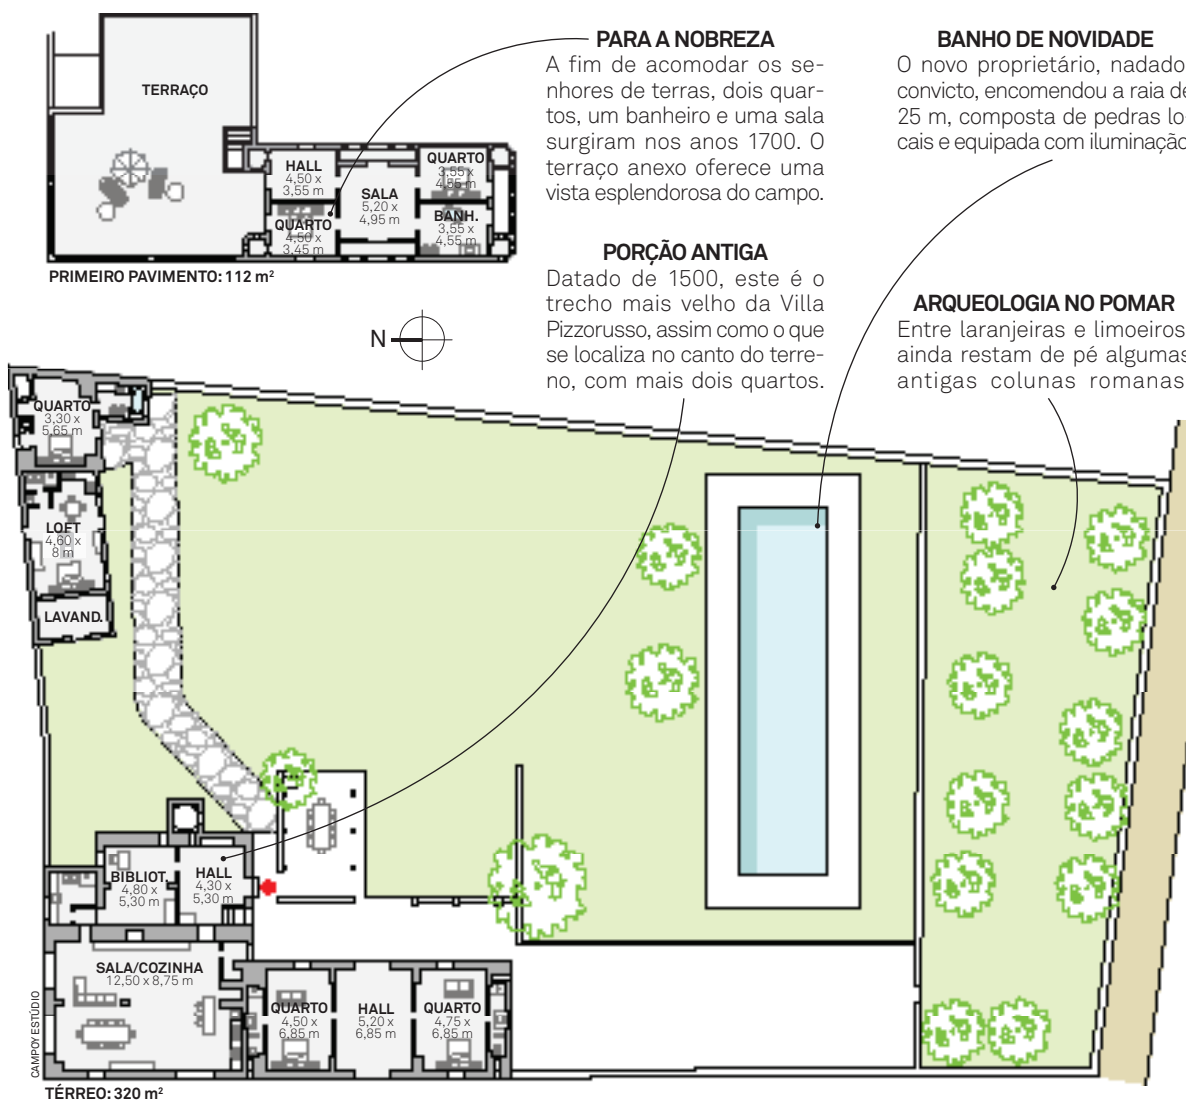 TERRAÇO
HALL
4,50 x
3,55 m
QUARTO
4,50 x
3,45 m
SALA
5,20 x
4,95 m
QUARTO
3,55 x
4,55 m
BANH.
3,55 x
4,55 m
PRIMEIRO PAVIMENTO: 112 m²
PARA A NOBREZA
A fim de acomodar os se-
nhores de terras, dois quar-
tos, um banheiro e uma sala
surgiram nos anos 1700. O
terraço anexo oferece uma
vista esplendorosa do campo.
BANHO DE NOVIDADE
O novo proprietário, nadado
convicto, encomendou a raia de
25 m, composta de pedras lo-
cais e equipada com iluminação
PORÇÃO ANTIGA
Datado de 1500, este é o
trecho mais velho da Villa
Pizzorusso, assim como o que
se localiza no canto do terre-
no, com mais dois quartos.
ARQUEOLOGIA NO POMAR
Entre laranjeiras e limoeiros
ainda restam de pé algumas
antigas colunas romanas
N
QUARTO
3,30 x
5,65 m
LOFT
4,60 x
8 m
LAVAND.
BIBLIOT.
4,80 x
5,30 m
HALL
4,30 x
5,30 m
SALA/COZINHA
12,50 x 8,75 m
QUARTO
4,50 x
6,85 m
HALL
5,20 x
6,85 m
QUARTO
4,75 x
6,85 m
CAMPOY ESTÚDIO
TÉRREO: 320 m²